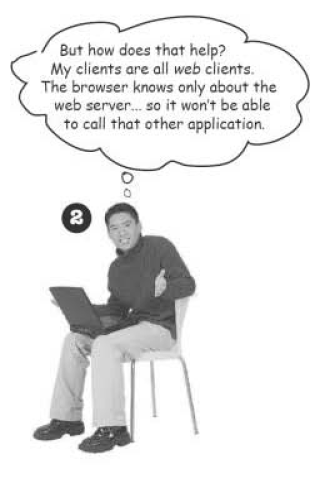 But how does that help?
My clients are all web clients.
The browser knows only about the
web server... so it won't be able
to call that other application.
2